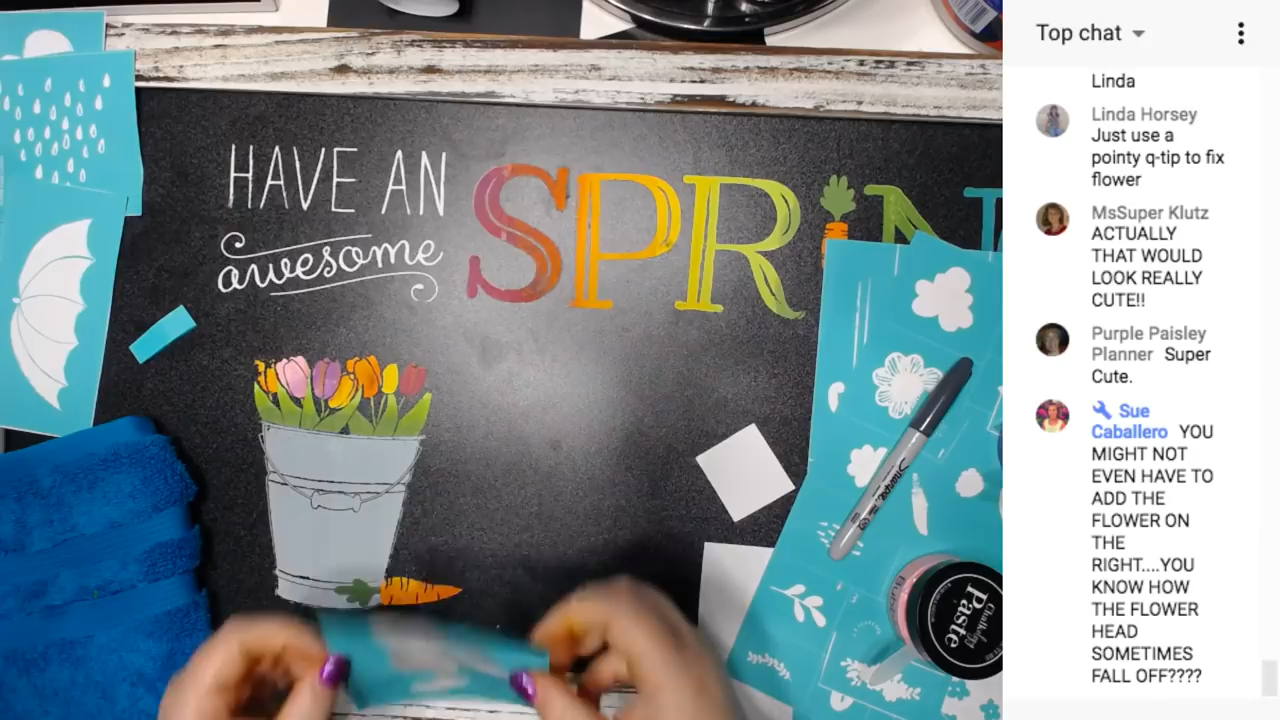 HAVE AN
awesome
SPRiN
Sharpie
Chalkology
Paste
Top chat
Linda
Linda Horsey
Just use a
pointy q-tip to fix
flower
MsSuper Klutz
ACTUALLY
THAT WOULD
LOOK REALLY
CUTE!!
Purple Paisley
Planner Super
Cute.
Sue
Caballero YOU
MIGHT NOT
EVEN HAVE TO
ADD THE
FLOWER ON
THE
RIGHT....YOU
KNOW HOW
THE FLOWER
HEAD
SOMETIMES
FALL OFF????